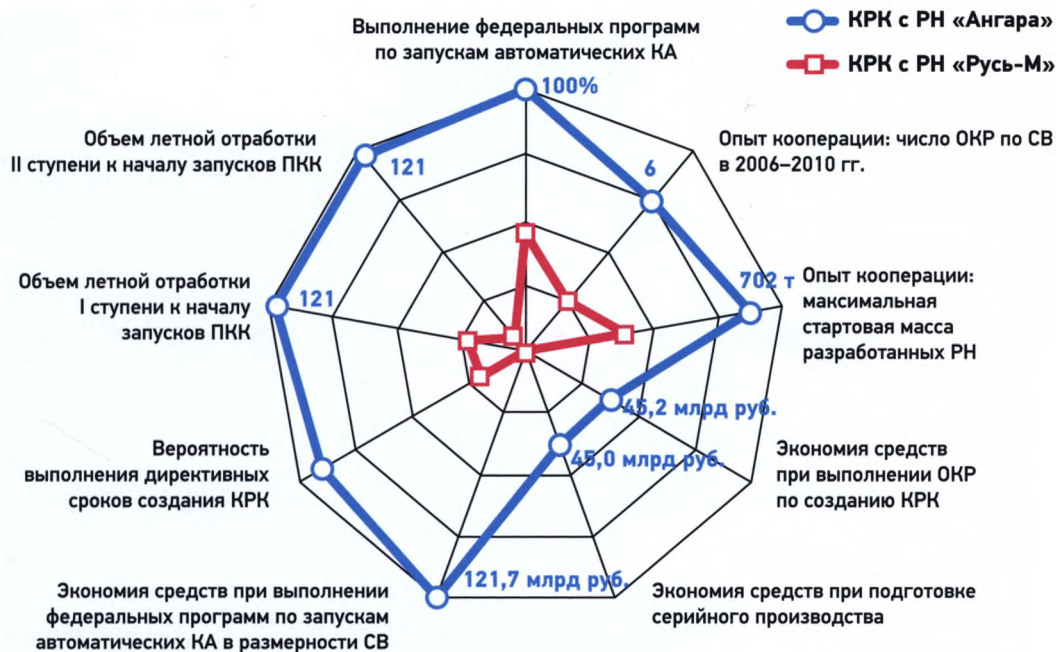 КРК с РН «Ангара»
КРК с РН «Русь-М»
Выполнение федеральных программ
по запускам автоматических КА
100%
Опыт кооперации: число ОКР по СВ
в 2006–2010 гг.
6
Опыт кооперации:
максимальная
стартовая масса
разработанных РН
702 т
Экономия средств
при выполнении ОКР
по созданию КРК
45,2 млрд руб.
Экономия средств при подготовке
серийного производства
45,0 млрд руб.
Экономия средств при выполнении
федеральных программ по запускам
автоматических КА в размерности СВ
121,7 млрд руб.
Вероятность
выполнения директивных
сроков создания КРК
Объем летной отработки
I ступени к началу
запусков ПКК
121
Объем летной отработки
II ступени к началу запусков ПКК
121